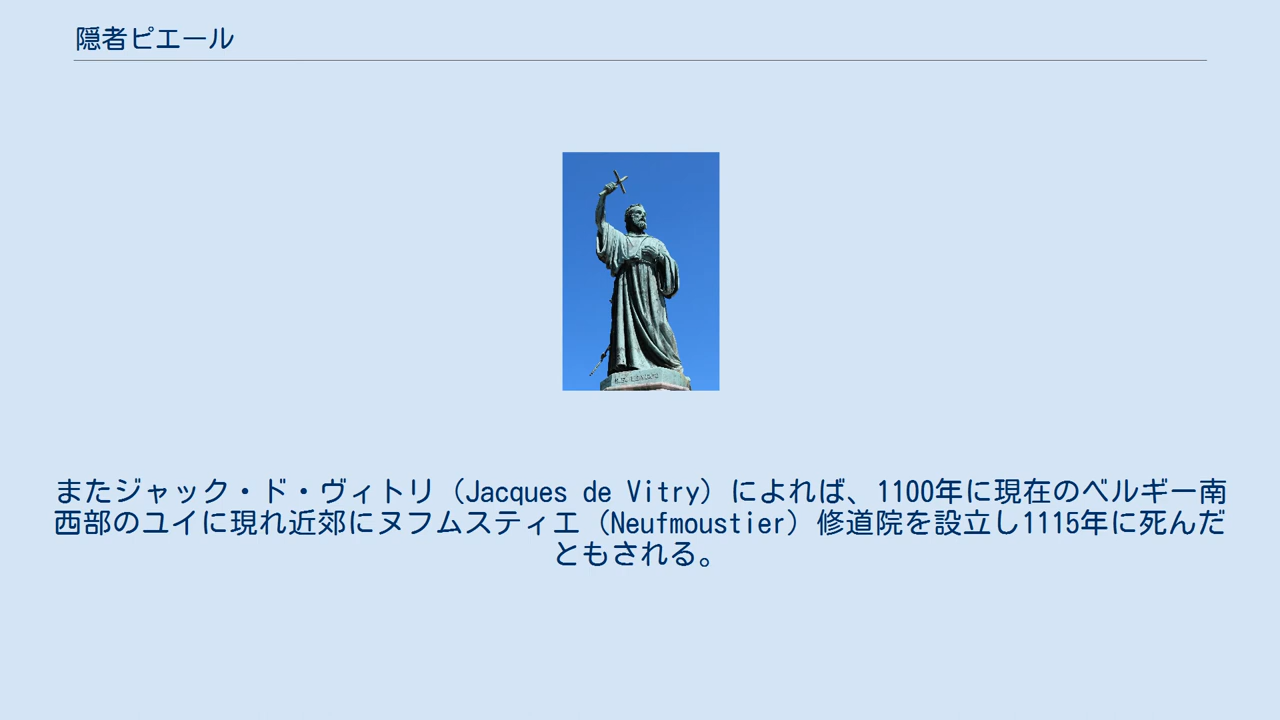 隠者ピエール
またジャック・ド・ヴィトリ（Jacques de Vitry）によれば、1100年に現在のベルギー南
西部のユイに現れ近郊にヌフムスティエ（Neufmoustier）修道院を設立し1115年に死んだ
ともされる。